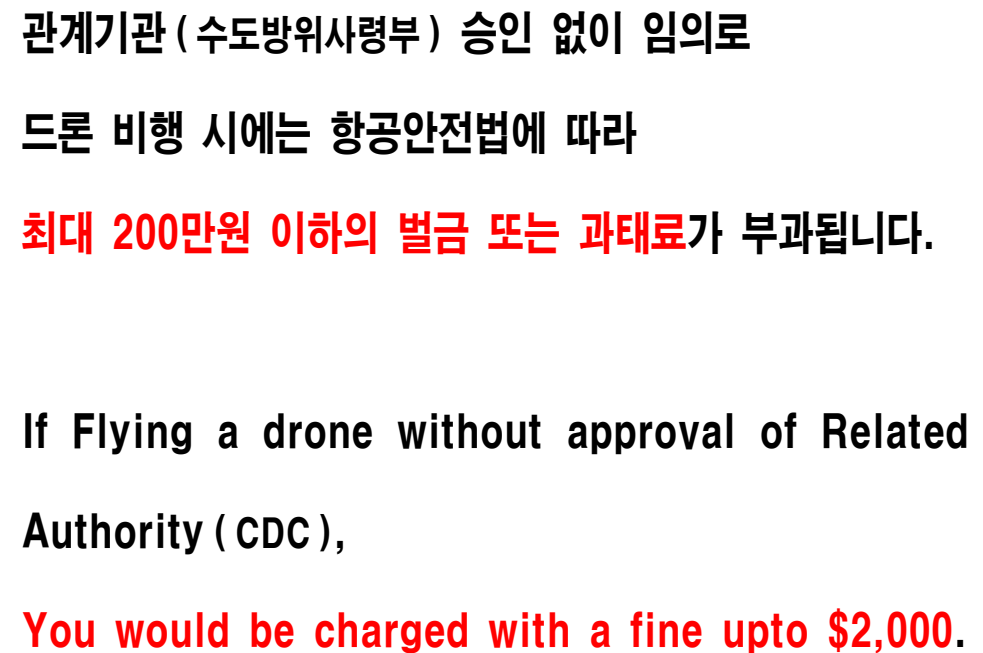 관계기관(수도방위사령부) 승인 없이 임의로
드론 비행 시에는 항공안전법에 따라
최대 200만원 이하의 벌금 또는 과태료가 부과됩니다.
If Flying a drone without approval of Related
Authority(CDC),
You would be charged with a fine upto $2,000.